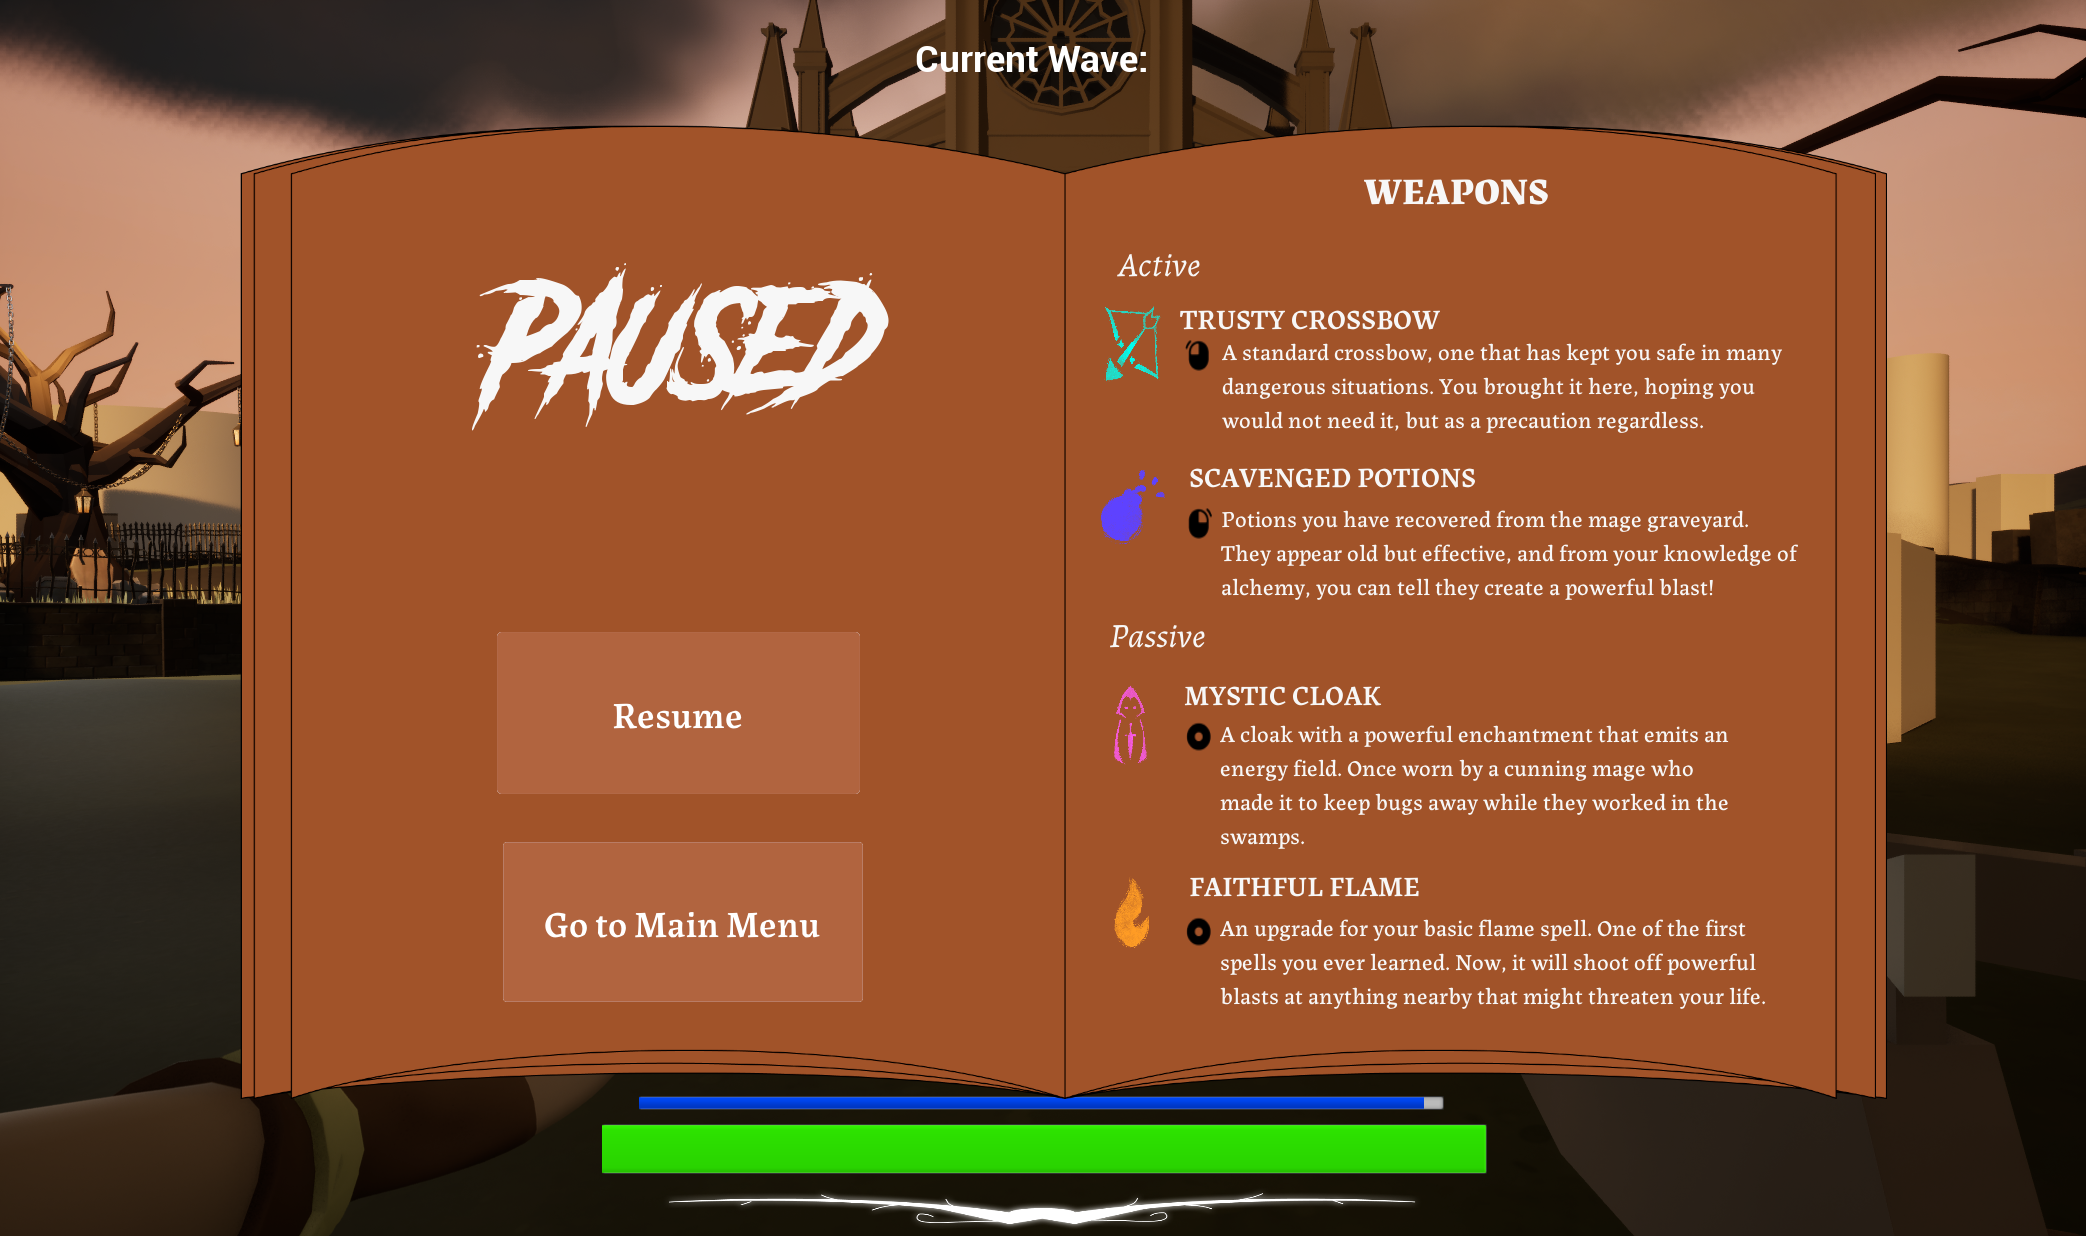 Current Wave:
PAUSED
Resume
Go to Main Menu
WEAPONS
Active
TRUSTY CROSSBOW
A standard crossbow, one that has kept you safe in many
dangerous situations. You brought it here, hoping you
would not need it, but as a precaution regardless.
SCAVENGED POTIONS
Potions you have recovered from the mage graveyard.
They appear old but effective, and from your knowledge of
alchemy, you can tell they create a powerful blast!
Passive
MYSTIC CLOAK
A cloak with a powerful enchantment that emits an
energy field. Once worn by a cunning mage who
made it to keep bugs away while they worked in the
swamps.
FAITHFUL FLAME
An upgrade for your basic flame spell. One of the first
spells you ever learned. Now, it will shoot off powerful
blasts at anything nearby that might threaten your life.